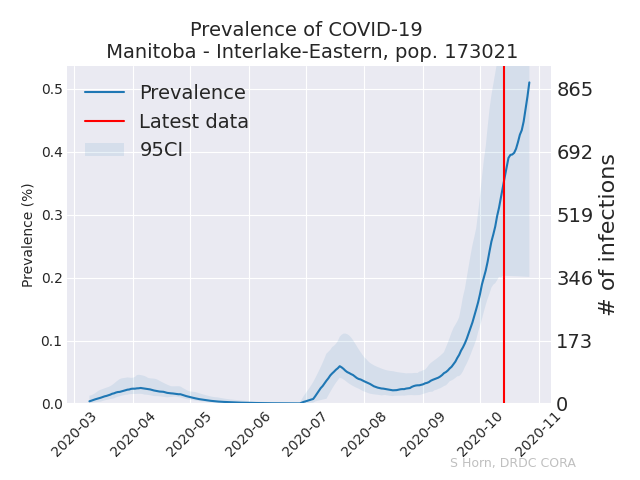 Prevalence of COVID-19
Manitoba - Interlake-Eastern, pop. 173021
Prevalence
Latest data
95CI
Prevalence (%)
0.5
0.4
0.3
0.2
0.1
0.0
865
692
519
346
173
0
# of infections
2020-03
2020-04
2020-05
2020-06
2020-07
2020-08
2020-09
2020-10
2020-11
S Horn, DRDC CORA